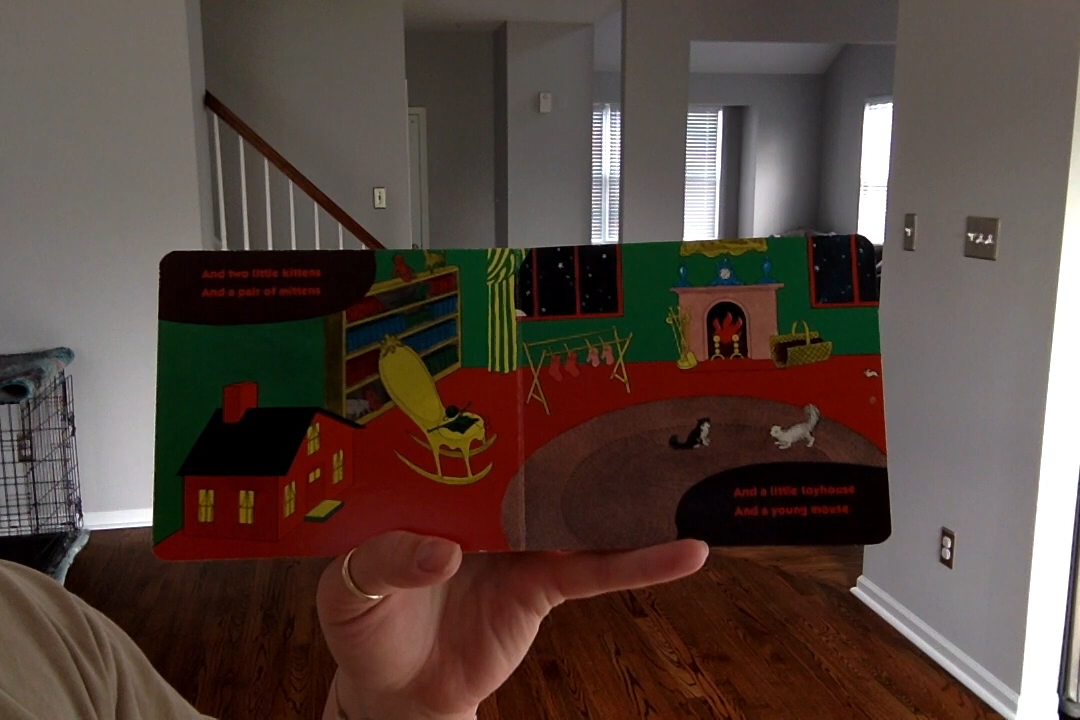 And two little kittens
And a pair of mittens
And a little toyhouse
And a young mouse